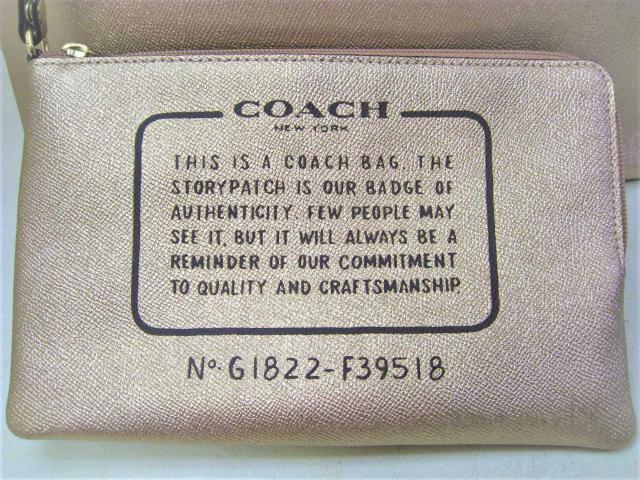 COACH
NEW YORK
THIS IS A COACH BAG. THE
STORYPATCH IS OUR BADGE OF
AUTHENTICITY. FEW PEOPLE MAY
SEE IT, BUT IT WILL ALWAYS BE A
REMINDER OF OUR COMMITMENT
TO QUALITY AND CRAFTSMANSHIP.
No. G1822-F39518